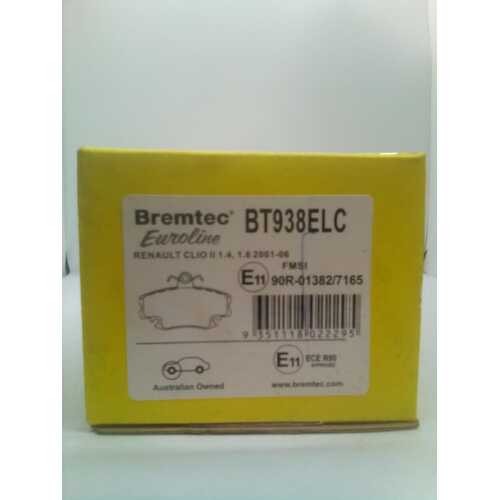 Bremtec® BT938ELC
Euroline
RENAULT CLIO II 1.4, 1.6 2001-06
FMSI
E11 90R-01382/7165
9 351118 022295
E11 ECE R90
APPROVED
Australian Owned
www.bremtec.com